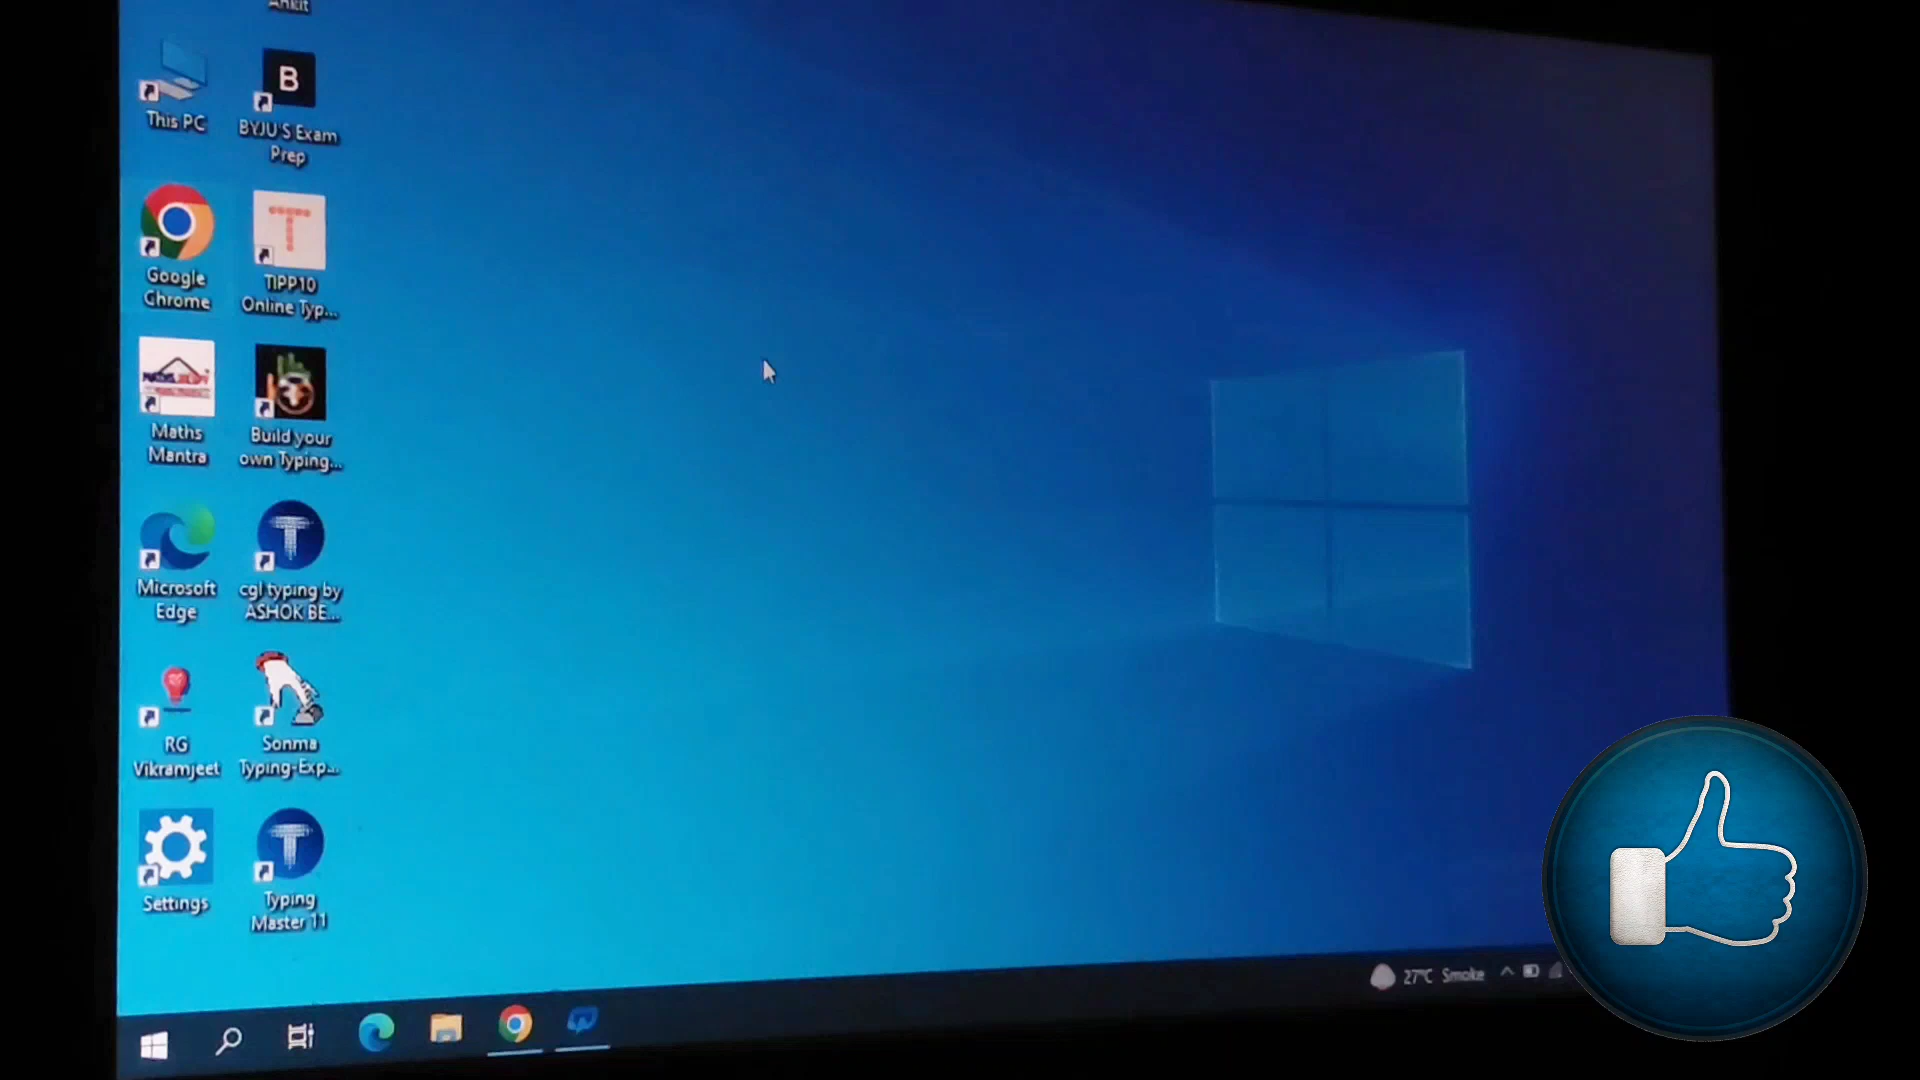 Ankit
This PC
BYJU'S Exam
Prep
Google
Chrome
TIPP10
Online Typ...
Maths
Mantra
Build your
own Typing...
Microsoft
Edge
cgl typing by
ASHOK BE...
RG
Vikramjeet
Sonma
Typing-Exp...
Settings
Typing
Master 11
27°C Smoke